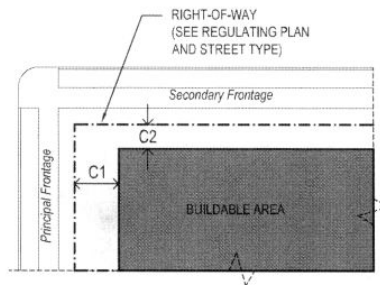 RIGHT-OF-WAY
(SEE REGULATING PLAN
AND STREET TYPE)
Secondary Frontage
C2
C1
Principal Frontage
BUILDABLE AREA